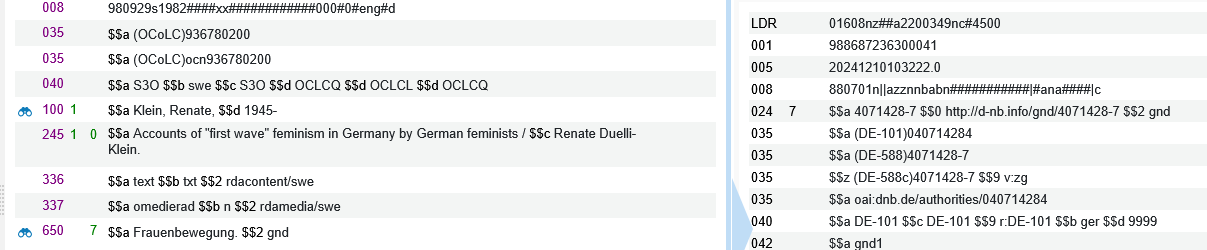 008 980929s1982####xx############000#0#eng#d
035 $$a (OCoLC)936780200
035 $$a (OCoLC)ocn936780200
040 $$a S3O $$b swe $$c S3O $$d OCLCQ $$d OCLCL $$d OCLCQ
100 1 $$a Klein, Renate, $$d 1945-
245 1 0 $$a Accounts of "first wave" feminism in Germany by German feminists / $$c Renate Duelli-
Klein.
336 $$a text $$b txt $$2 rdacontent/swe
337 $$a omedierad $$b n $$2 rdamedia/swe
650 7 $$a Frauenbewegung. $$2 gnd
LDR 01608nz##a2200349nc#4500
001 988687236300041
005 20241210103222.0
008 880701n||azznnbabn###########|#ana####|c
024 7 $$a 4071428-7 $$0 http://d-nb.info/gnd/4071428-7 $$2 gnd
035 $$a (DE-101)040714284
035 $$a (DE-588)4071428-7
035 $$z (DE-588c)4071428-7 $$9 v:zg
035 $$a oai:dnb.de/authorities/040714284
040 $$a DE-101 $$c DE-101 $$9 r:DE-101 $$b ger $$d 9999
042 $$a gnd1